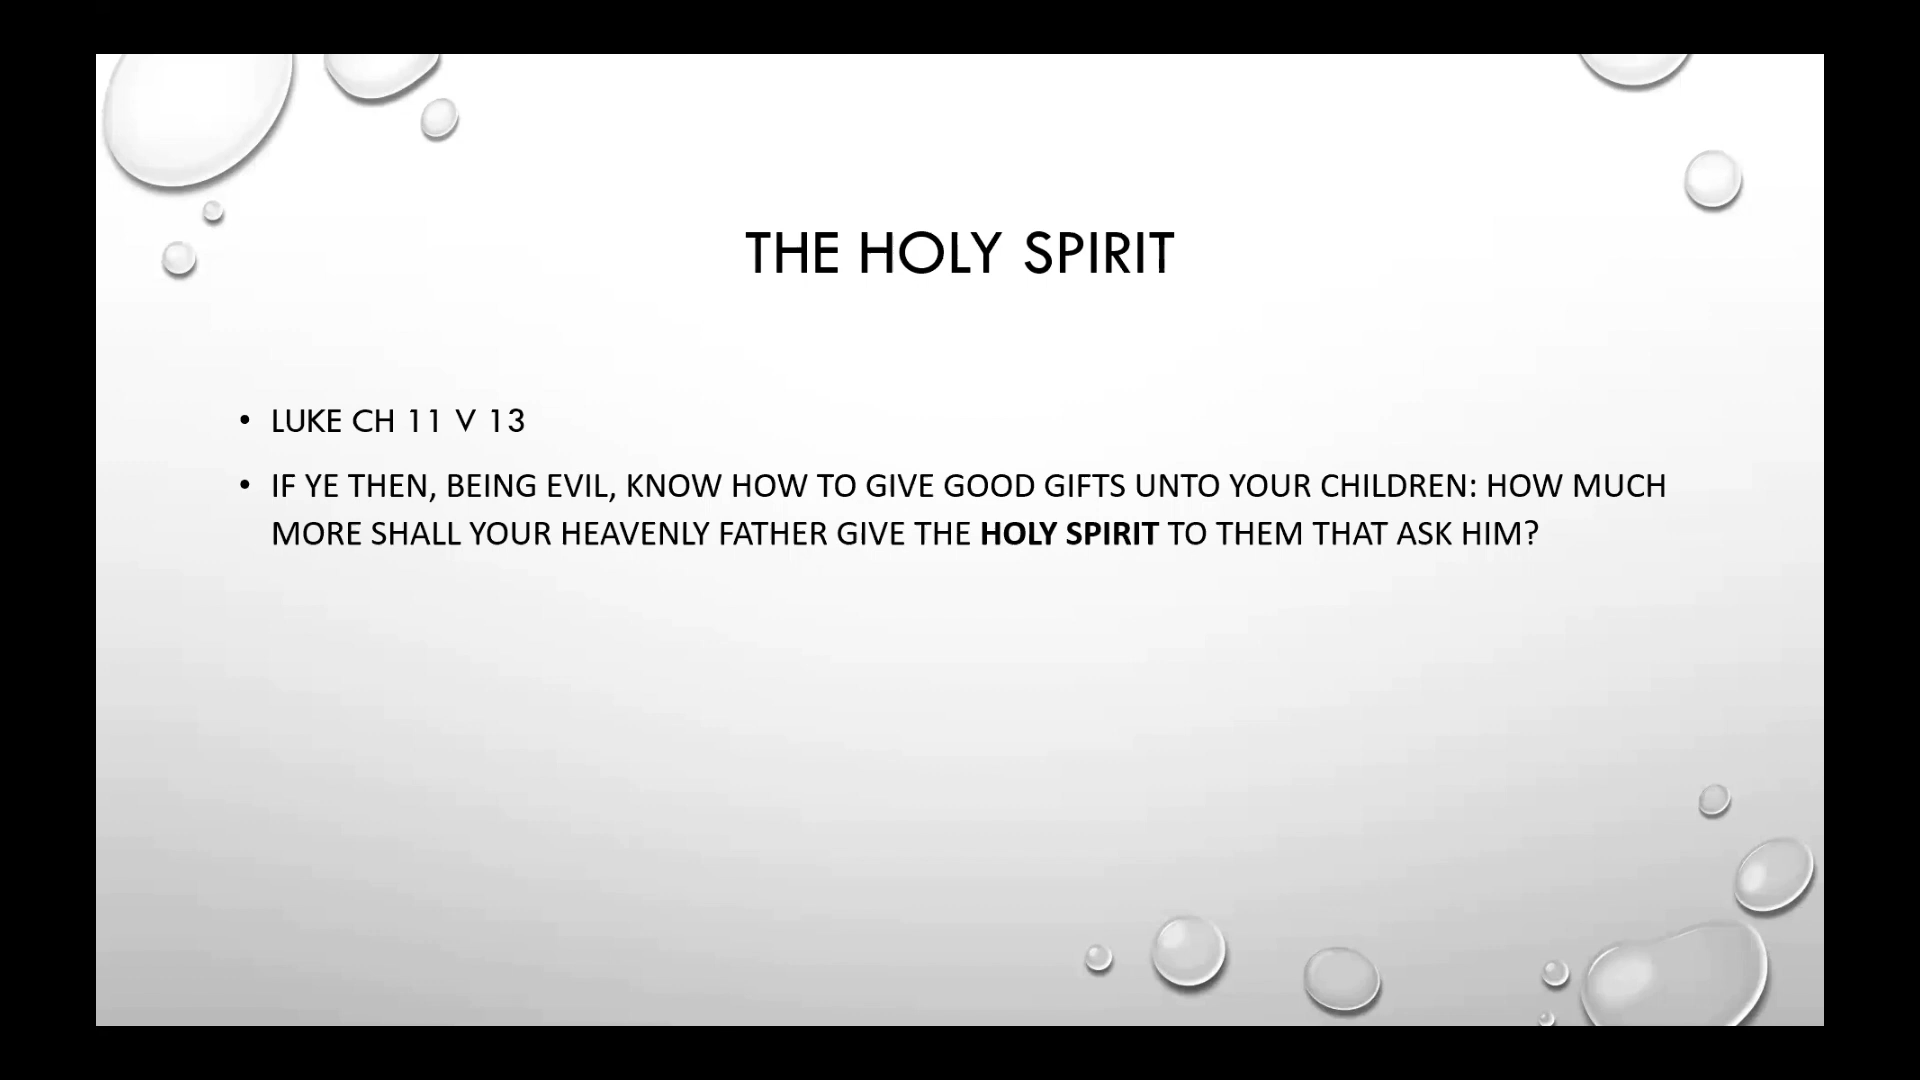 THE HOLY SPIRIT
• LUKE CH 11 V 13
• IF YE THEN, BEING EVIL, KNOW HOW TO GIVE GOOD GIFTS UNTO YOUR CHILDREN: HOW MUCH
MORE SHALL YOUR HEAVENLY FATHER GIVE THE HOLY SPIRIT TO THEM THAT ASK HIM?